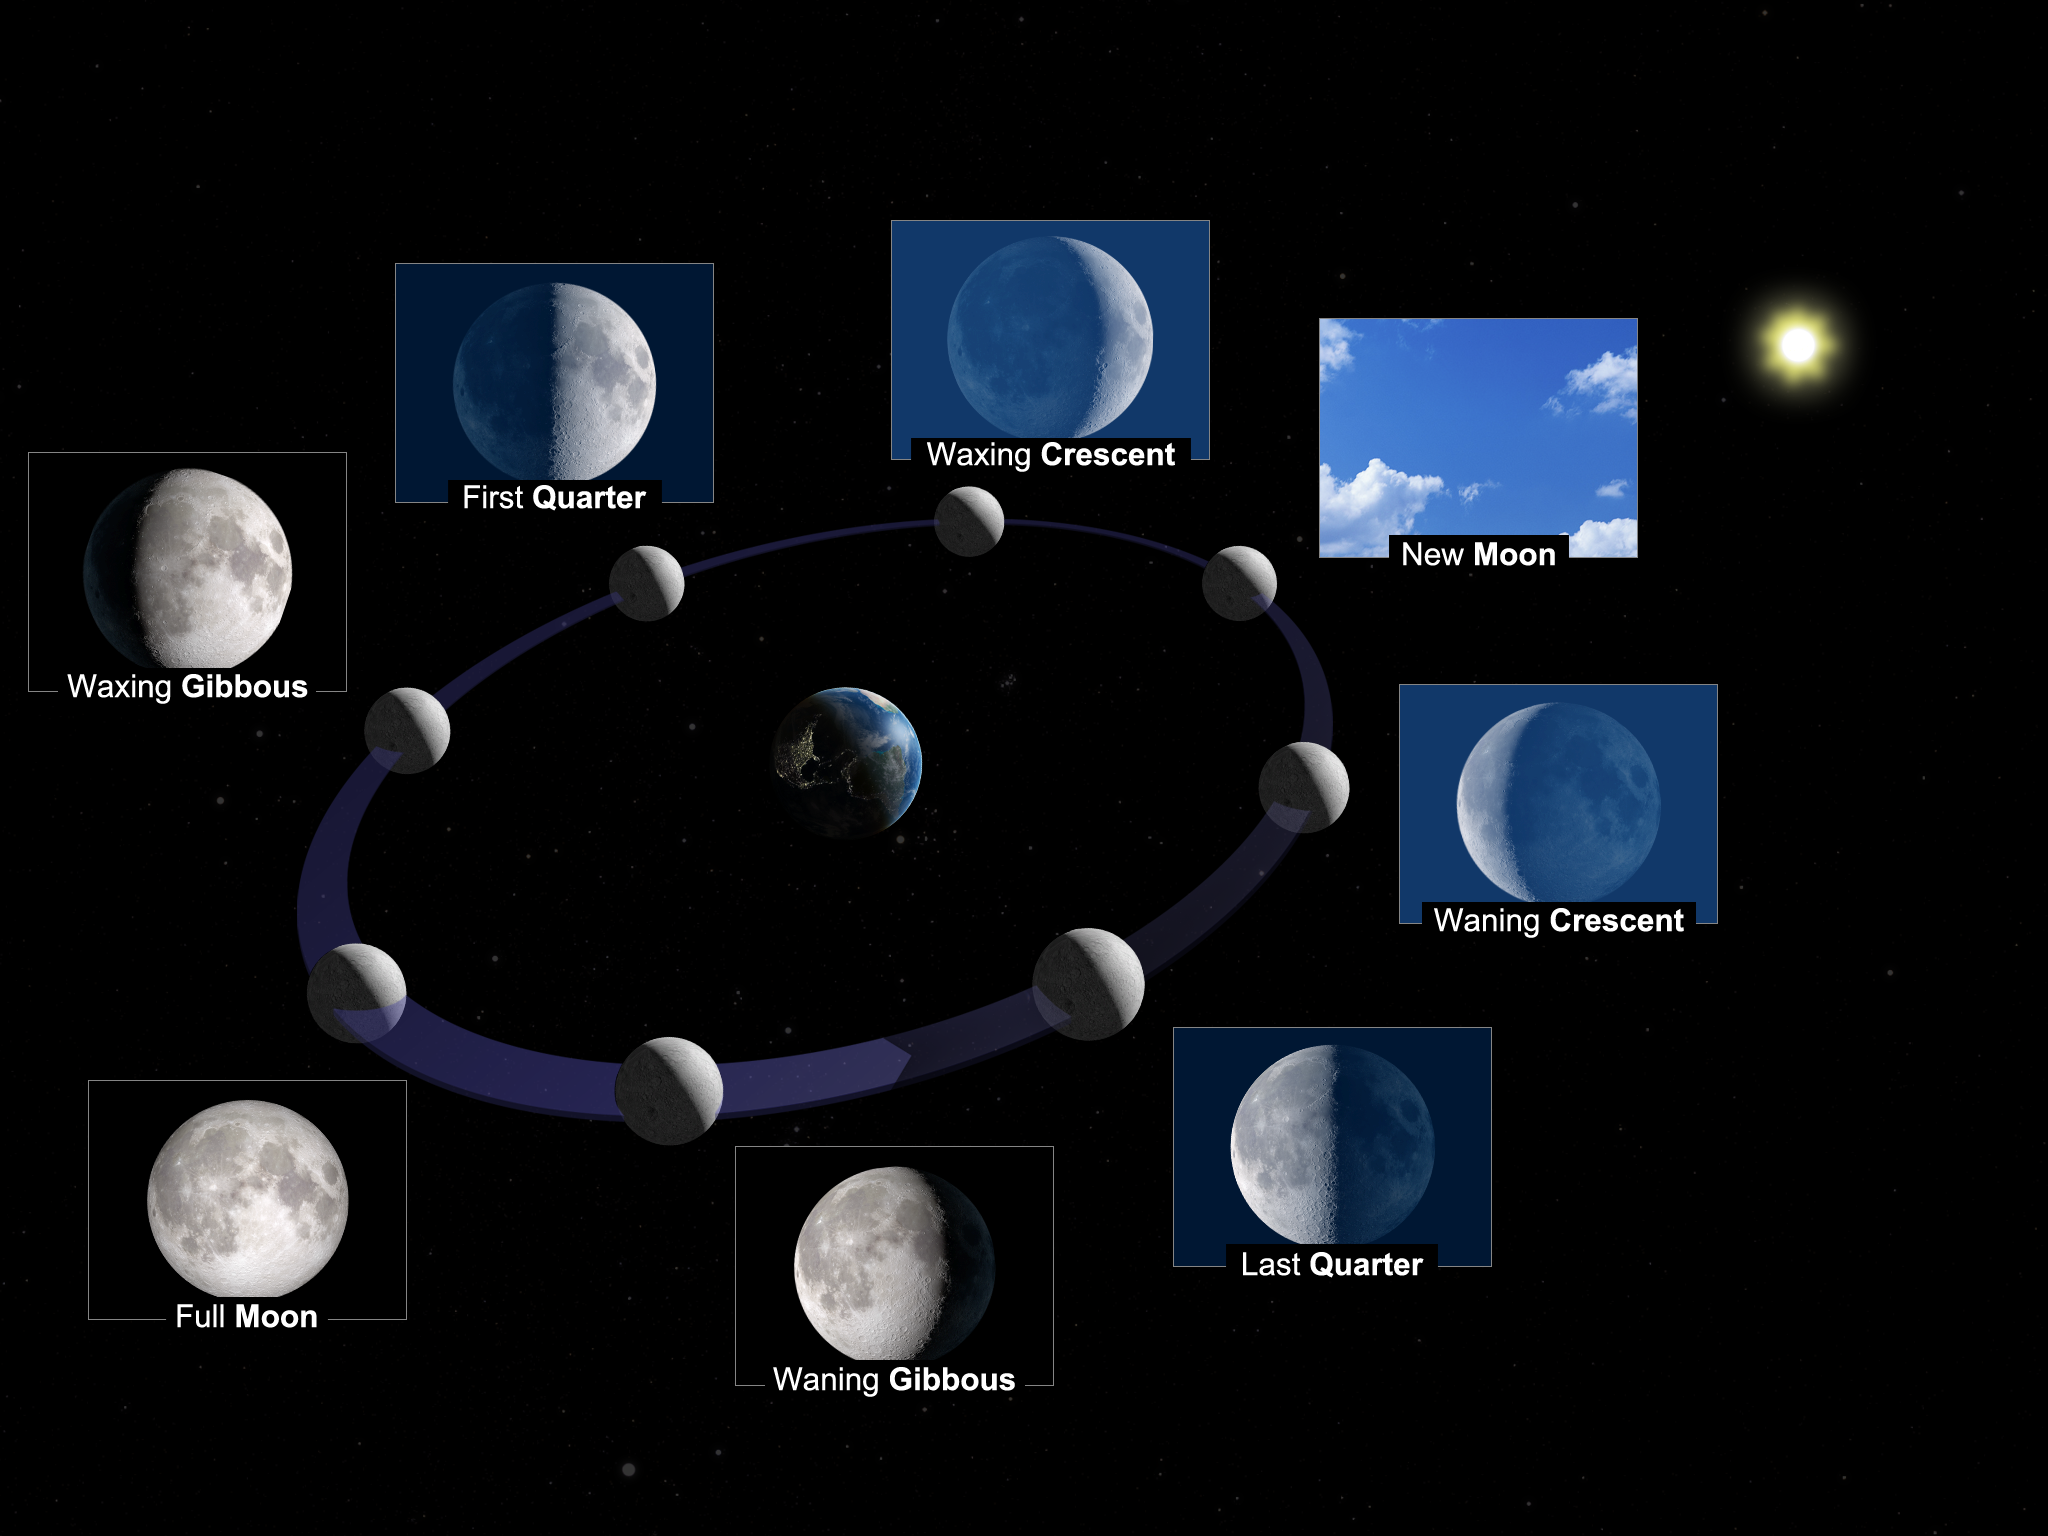 Waxing Crescent
First Quarter
New Moon
Waxing Gibbous
Waning Crescent
Last Quarter
Full Moon
Waning Gibbous